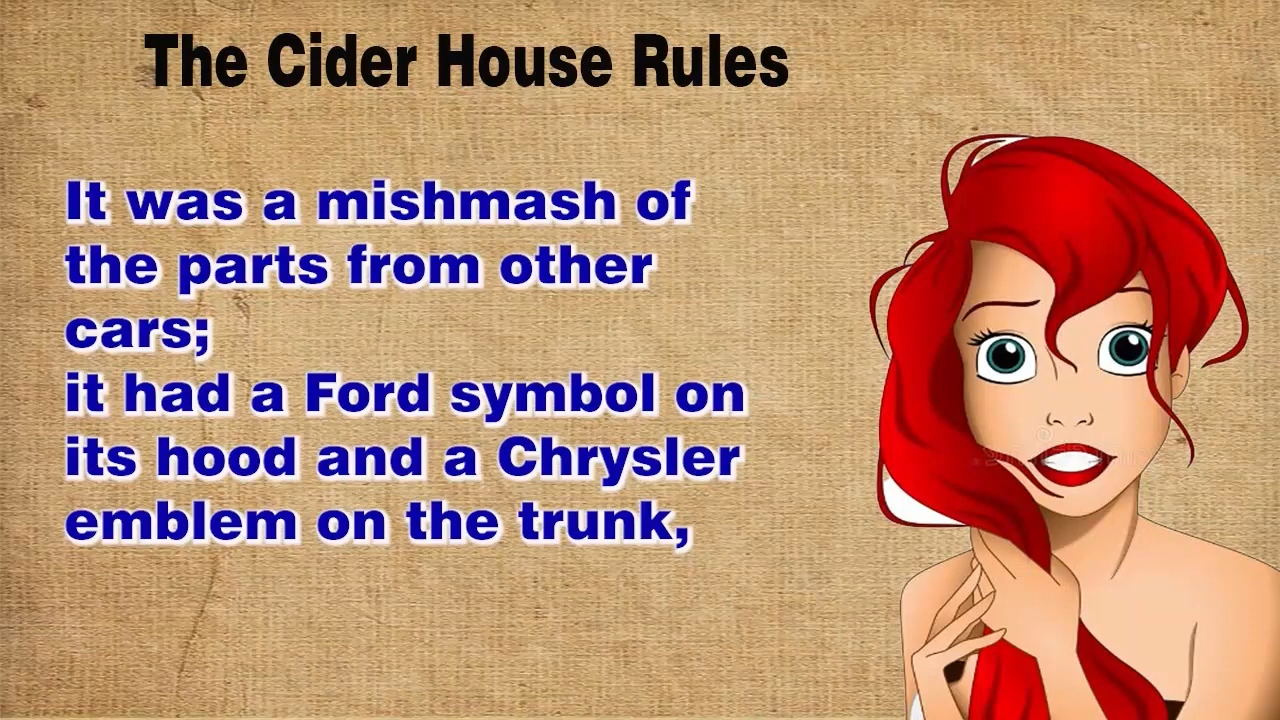 The Cider House Rules
It was a mishmash of
the parts from other
cars;
it had a Ford symbol on
its hood and a Chrysler
emblem on the trunk,